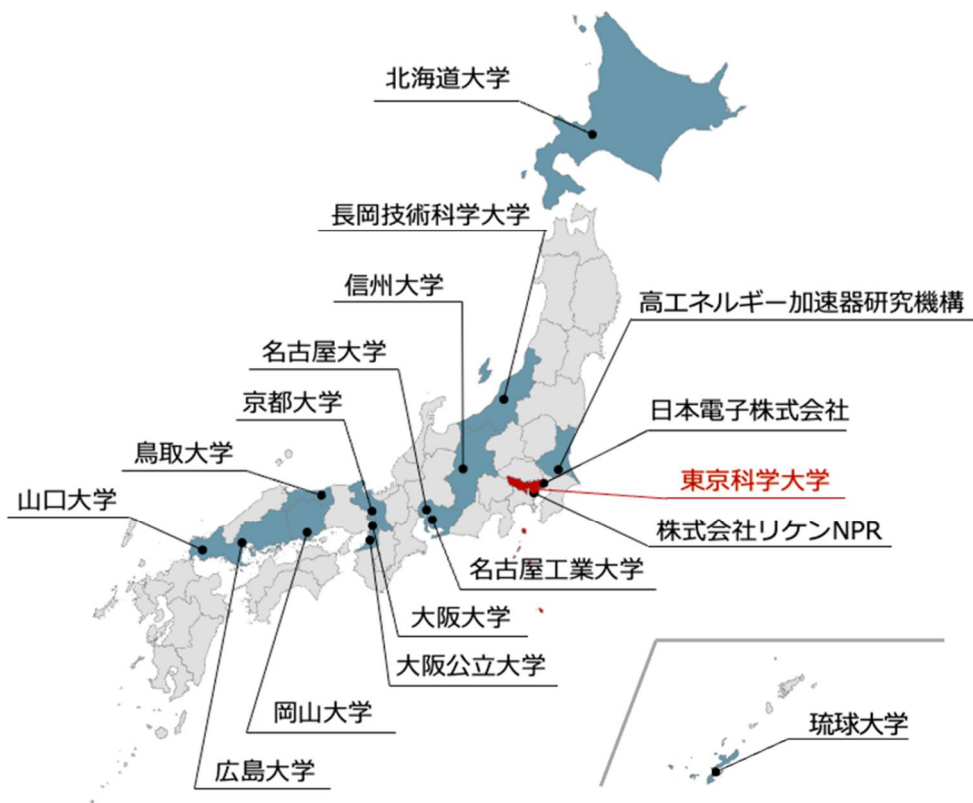 北海道大学
長岡技術科学大学
信州大学
高エネルギー加速器研究機構
名古屋大学
京都大学
日本電子株式会社
鳥取大学
東京科学大学
山口大学
株式会社リケンNPR
名古屋工業大学
大阪大学
大阪公立大学
岡山大学
琉球大学
広島大学